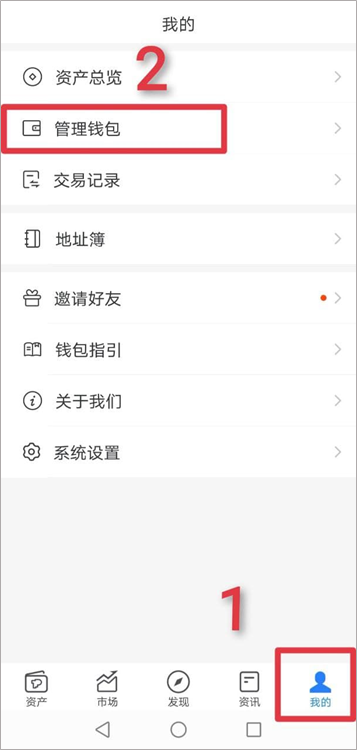 我的
2
资产总览
管理钱包
交易记录
地址簿
邀请好友
钱包指引
关于我们
系统设置
1
资产
市场
发现
资讯
我的